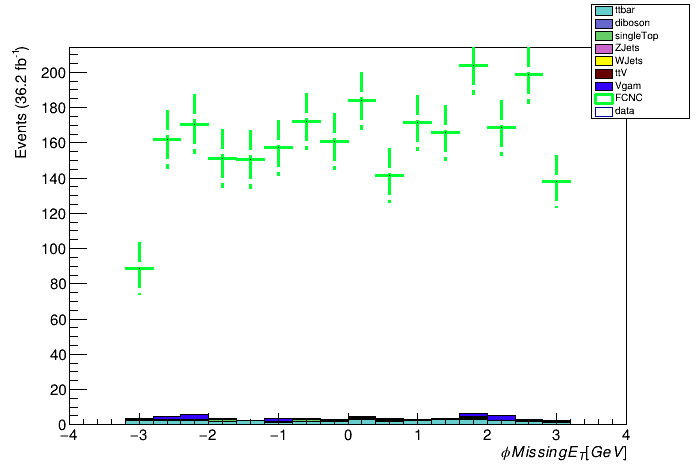 Events (36.2 fb⁻¹)
200
180
160
140
120
100
80
60
40
20
0
−4 −3 −2 −1 0 1 2 3 4
ϕMissingE_T[GeV]
ttbar
diboson
singleTop
ZJets
WJets
ttV
Vgam
FCNC
data